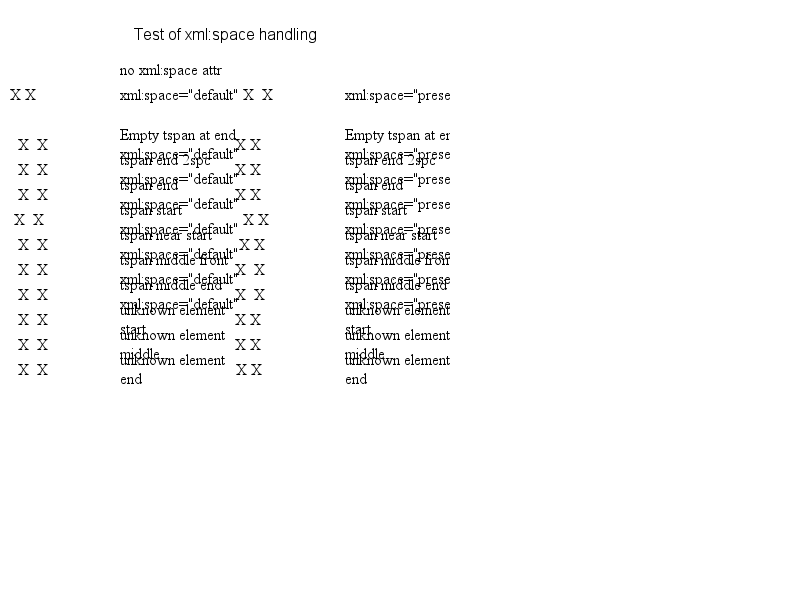 Test of xml:space handling
no xml:space attr
X X xml:space="default" X  X xml:space="prese
Empty tspan at end Empty tspan at er
X  X xml:space="default" X X xml:space="prese
tspan end 2spc tspan end 2spc
X  X xml:space="default" X X xml:space="prese
tspan end tspan end
X  X xml:space="default" X X xml:space="prese
tspan start tspan start
X  X xml:space="default" X X xml:space="prese
tspan near start tspan near start
X  X xml:space="default" X X xml:space="prese
tspan middle front tspan middle fron
X  X xml:space="default" X  X xml:space="prese
tspan middle end tspan middle end
X  X xml:space="default" X  X xml:space="prese
unknown element unknown element
X  X start X X start
unknown element unknown element
X  X middle X X middle
unknown element unknown element
X  X end X X end